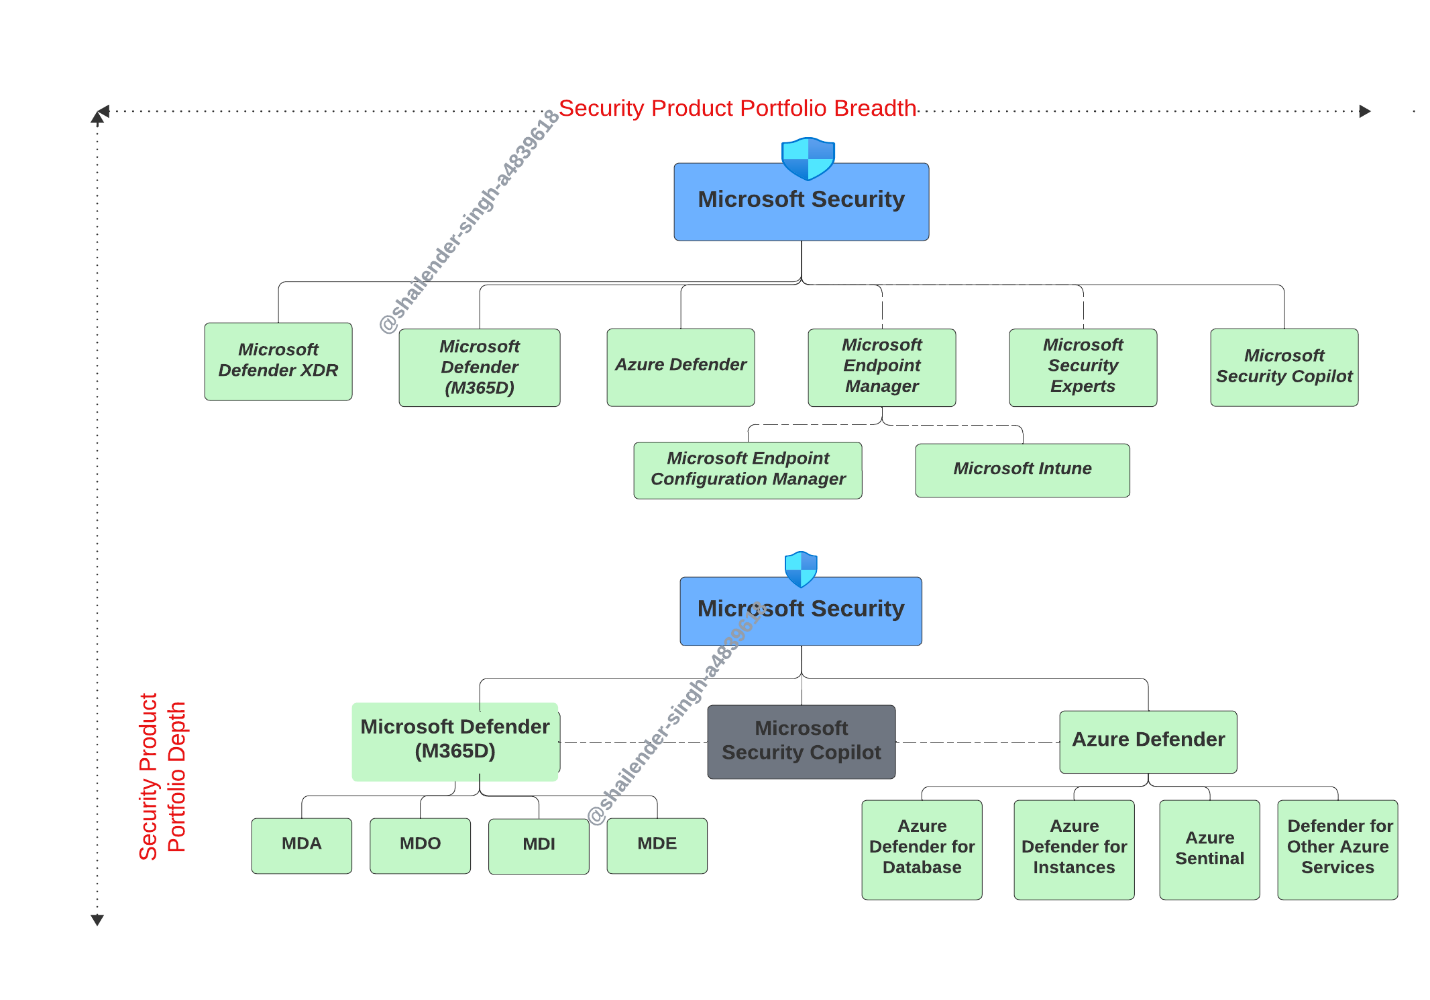 Security Product Portfolio Breadth
@shailender-singh-a4839618
Microsoft Security
Microsoft
Defender XDR
Microsoft
Defender
(M365D)
Azure Defender
Microsoft
Endpoint
Manager
Microsoft
Security
Experts
Microsoft
Security Copilot
Microsoft Endpoint
Configuration Manager
Microsoft Intune
Microsoft Security
@shailender-singh-a4839618
Security Product
Portfolio Depth
Microsoft Defender
(M365D)
Microsoft
Security Copilot
Azure Defender
MDA
MDO
MDI
MDE
Azure
Defender for
Database
Azure
Defender for
Instances
Azure
Sentinal
Defender for
Other Azure
Services